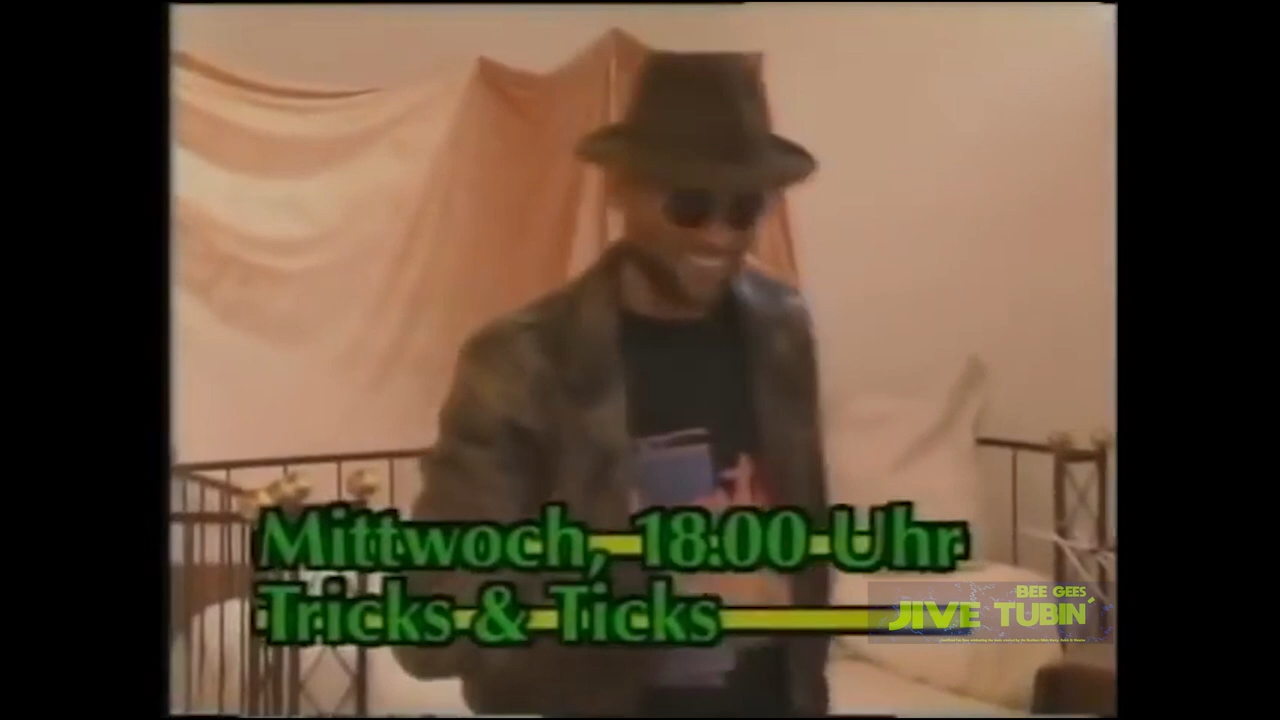 Mittwoch, 18:00 Uhr
Tricks & Ticks
BEE GEES
JIVE TUBIN´